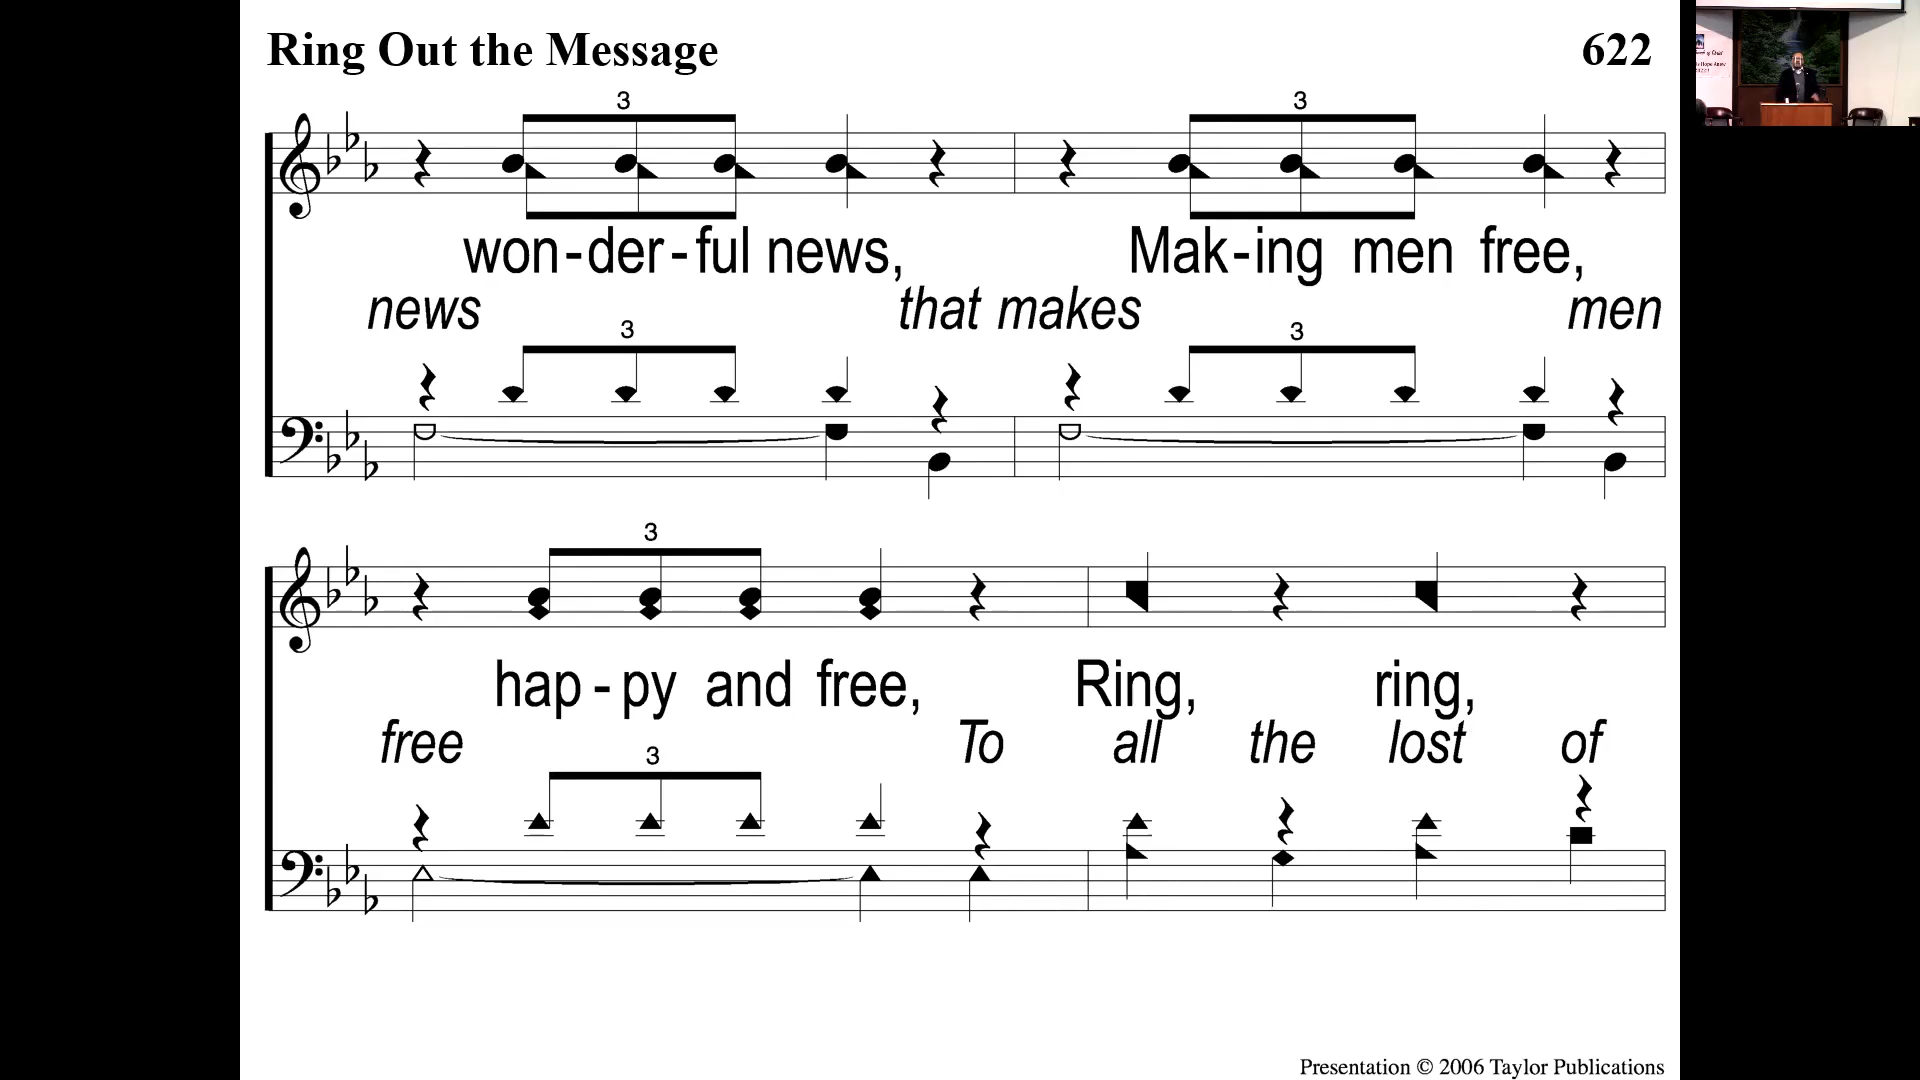 Ring Out the Message 622
3 3
won-der-ful news, Mak-ing men free,
news that makes men
3 3
3
hap-py and free, Ring, ring,
free To all the lost of
3
Presentation © 2006 Taylor Publications